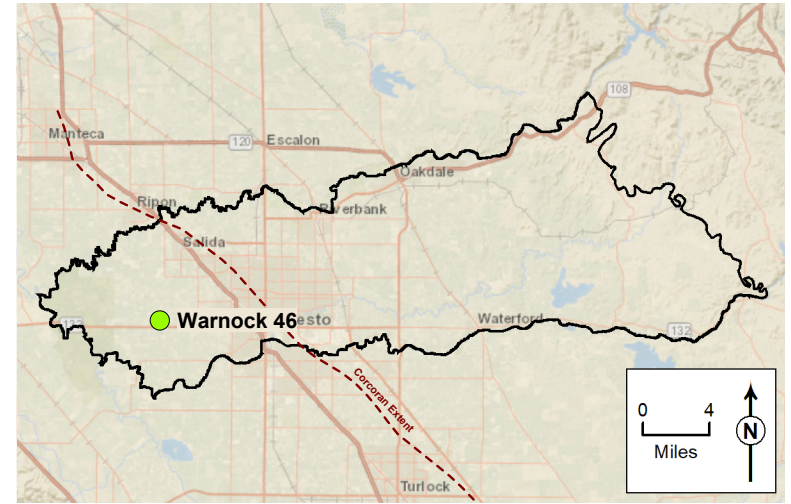 108
Manteca
120
Escalon
Oakdale
Ripon
Riverbank
Salida
Warnock 46
esto
Waterford
132
132
Corcoran Extent
Turlock
0 4
Miles
N